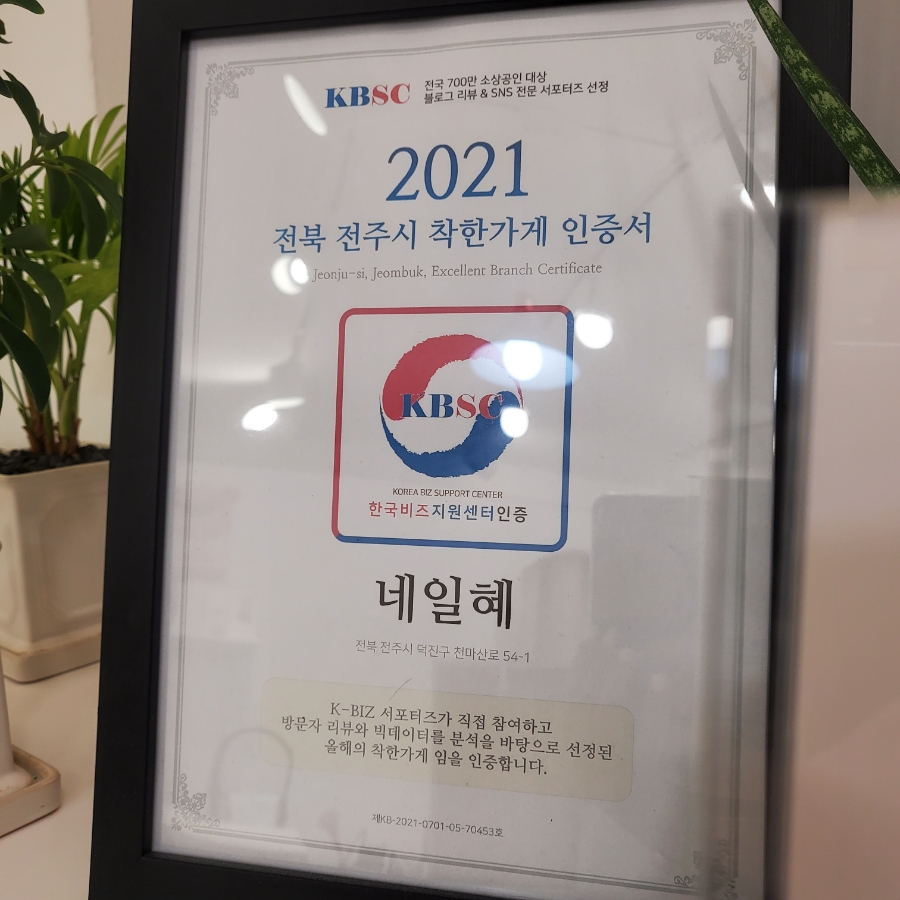 KBSC
전국 700만 소상공인 대상
블로그 리뷰 & SNS 전문 서포터즈 선정
2021
전북 전주시 착한가게 인증서
Jeonju-si, Jeombuk, Excellent Branch Certificate
KBSC
KOREA BIZ SUPPORT CENTER
한국비즈지원센터인증
네일혜
전북 전주시 덕진구 천마산로 54-1
K-BIZ 서포터즈가 직접 참여하고
방문자 리뷰와 빅데이터를 분석을 바탕으로 선정된
올해의 착한가게 임을 인증합니다.
제KB-2021-0701-05-70453호